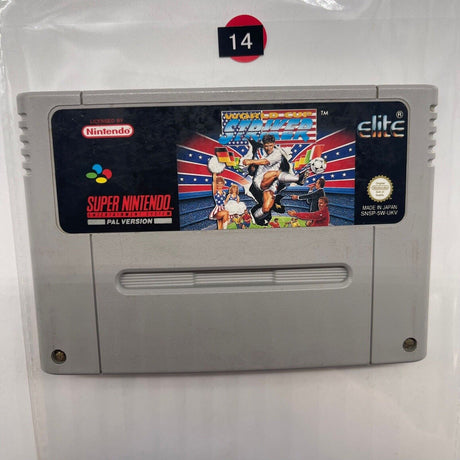 14
LICENSED BY
Nintendo
SUPER NINTENDO
ENTERTAINMENT SYSTEM
PAL VERSION
WORLD CUP
STRIKER
TM
elite
®
MADE IN JAPAN
SNSP-5W-UKV